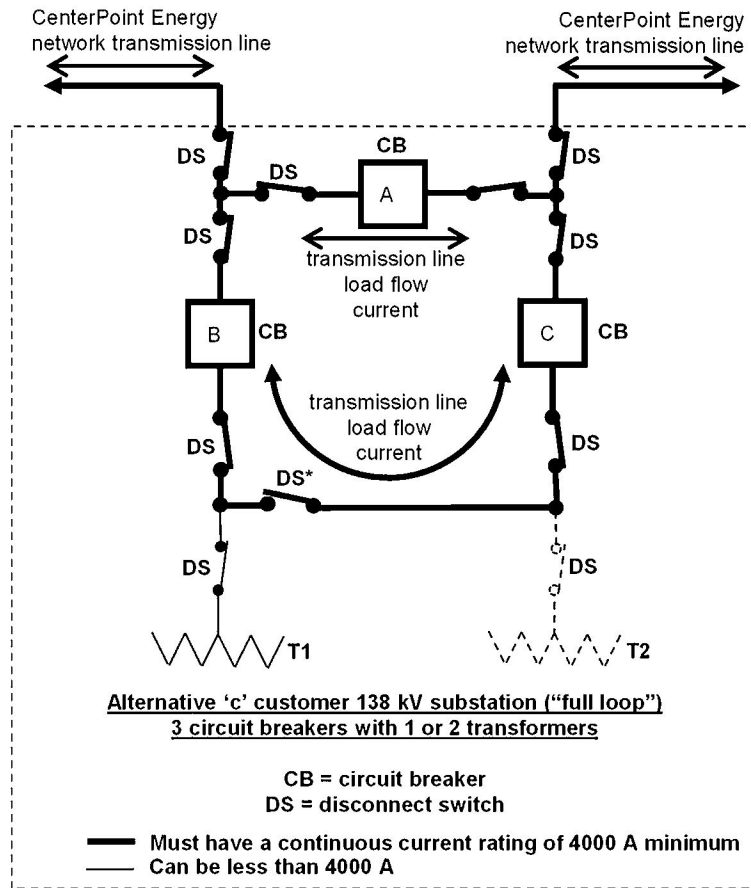 CenterPoint Energy
network transmission line
CenterPoint Energy
network transmission line
DS
DS
CB
A
DS
DS
transmission line
load flow
current
DS
B
CB
C
CB
transmission line
load flow
current
DS
DS*
DS
DS
DS
T1
T2
Alternative ‘c’ customer 138 kV substation (“full loop”)
3 circuit breakers with 1 or 2 transformers
CB = circuit breaker
DS = disconnect switch
Must have a continuous current rating of 4000 A minimum
Can be less than 4000 A